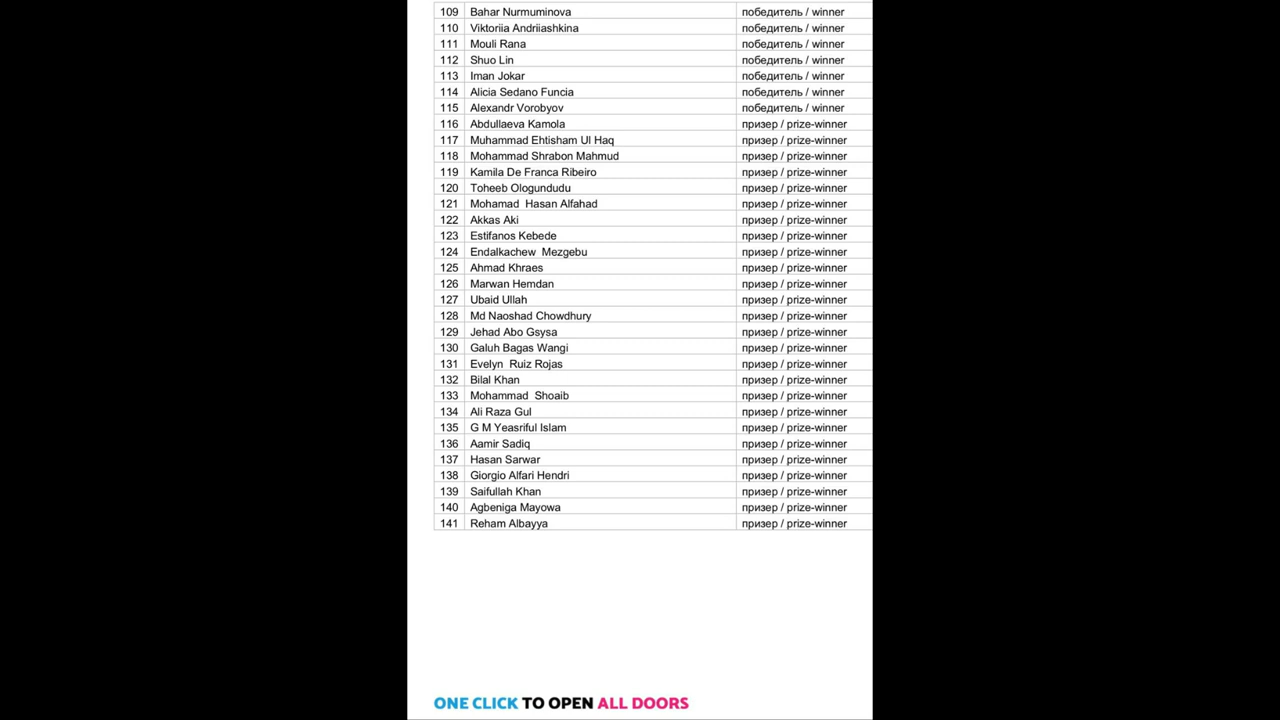 109 Bahar Nurmuminova победитель / winner
110 Viktoriia Andriiashkina победитель / winner
111 Mouli Rana победитель / winner
112 Shuo Lin победитель / winner
113 Iman Jokar победитель / winner
114 Alicia Sedano Funcia победитель / winner
115 Alexandr Vorobyov победитель / winner
116 Abdullaeva Kamola призер / prize-winner
117 Muhammad Ehtisham Ul Haq призер / prize-winner
118 Mohammad Shrabon Mahmud призер / prize-winner
119 Kamila De Franca Ribeiro призер / prize-winner
120 Toheeb Ologundudu призер / prize-winner
121 Mohamad  Hasan Alfahad призер / prize-winner
122 Akkas Aki призер / prize-winner
123 Estifanos Kebede призер / prize-winner
124 Endalkachew  Mezgebu призер / prize-winner
125 Ahmad Khraes призер / prize-winner
126 Marwan Hemdan призер / prize-winner
127 Ubaid Ullah призер / prize-winner
128 Md Naoshad Chowdhury призер / prize-winner
129 Jehad Abo Gsysa призер / prize-winner
130 Galuh Bagas Wangi призер / prize-winner
131 Evelyn  Ruiz Rojas призер / prize-winner
132 Bilal Khan призер / prize-winner
133 Mohammad  Shoaib призер / prize-winner
134 Ali Raza Gul призер / prize-winner
135 G M Yeasriful Islam призер / prize-winner
136 Aamir Sadiq призер / prize-winner
137 Hasan Sarwar призер / prize-winner
138 Giorgio Alfari Hendri призер / prize-winner
139 Saifullah Khan призер / prize-winner
140 Agbeniga Mayowa призер / prize-winner
141 Reham Albayya призер / prize-winner
ONE CLICK TO OPEN ALL DOORS